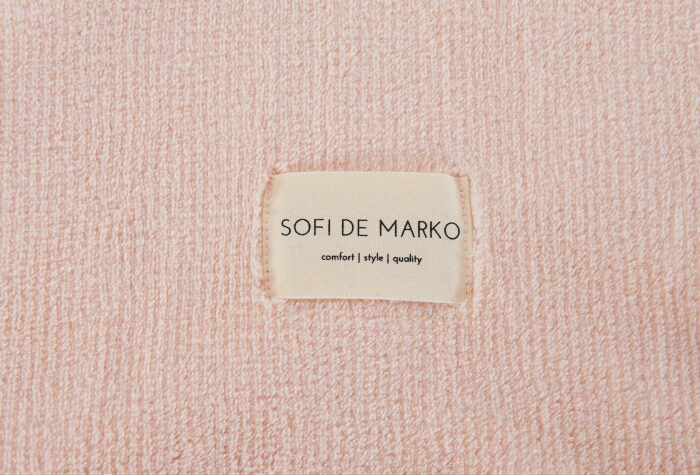 SOFI DE MARKO
comfort | style | quality